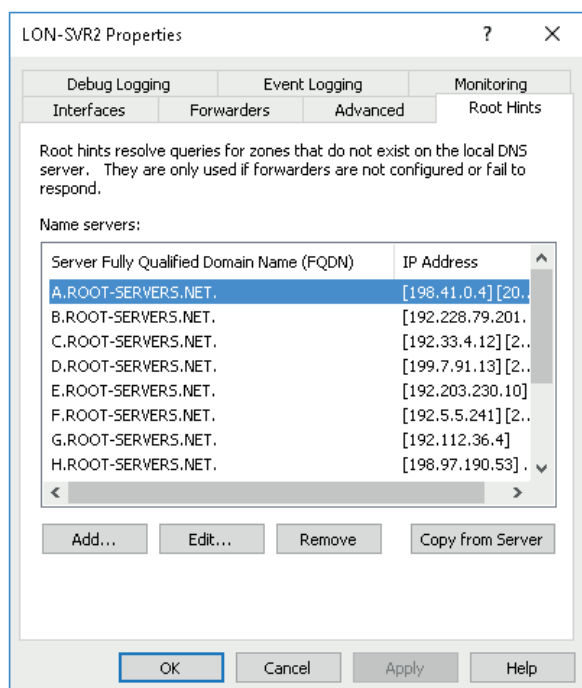 LON-SVR2 Properties ? ×
Debug Logging Event Logging Monitoring
Interfaces Forwarders Advanced Root Hints
Root hints resolve queries for zones that do not exist on the local DNS
server. They are only used if forwarders are not configured or fail to
respond.
Name servers:
Server Fully Qualified Domain Name (FQDN) IP Address
A.ROOT-SERVERS.NET. [198.41.0.4] [20..
B.ROOT-SERVERS.NET. [192.228.79.201.
C.ROOT-SERVERS.NET. [192.33.4.12] [2..
D.ROOT-SERVERS.NET. [199.7.91.13] [2..
E.ROOT-SERVERS.NET. [192.203.230.10]
F.ROOT-SERVERS.NET. [192.5.5.241] [2..
G.ROOT-SERVERS.NET. [192.112.36.4]
H.ROOT-SERVERS.NET. [198.97.190.53] .
Add... Edit... Remove Copy from Server
OK Cancel Apply Help